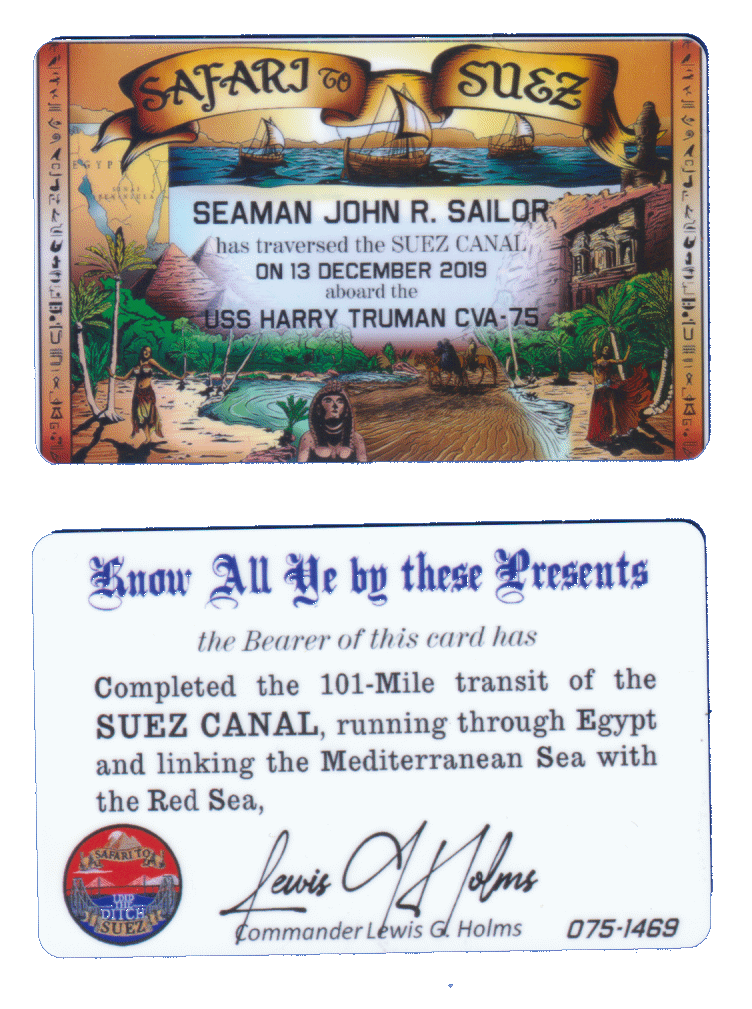 SAFARI TO SUEZ
EGYPT
SINAI
PENINSULA
SEAMAN JOHN R. SAILOR
has traversed the SUEZ CANAL
ON 13 DECEMBER 2019
aboard the
USS HARRY TRUMAN CVA-75
Know All Ye by these Presents
the Bearer of this card has
Completed the 101-Mile transit of the
SUEZ CANAL, running through Egypt
and linking the Mediterranean Sea with
the Red Sea,
SAFARI TO
THE
DITCH
SUEZ
Lewis G Holms
Commander Lewis G. Holms
075-1469